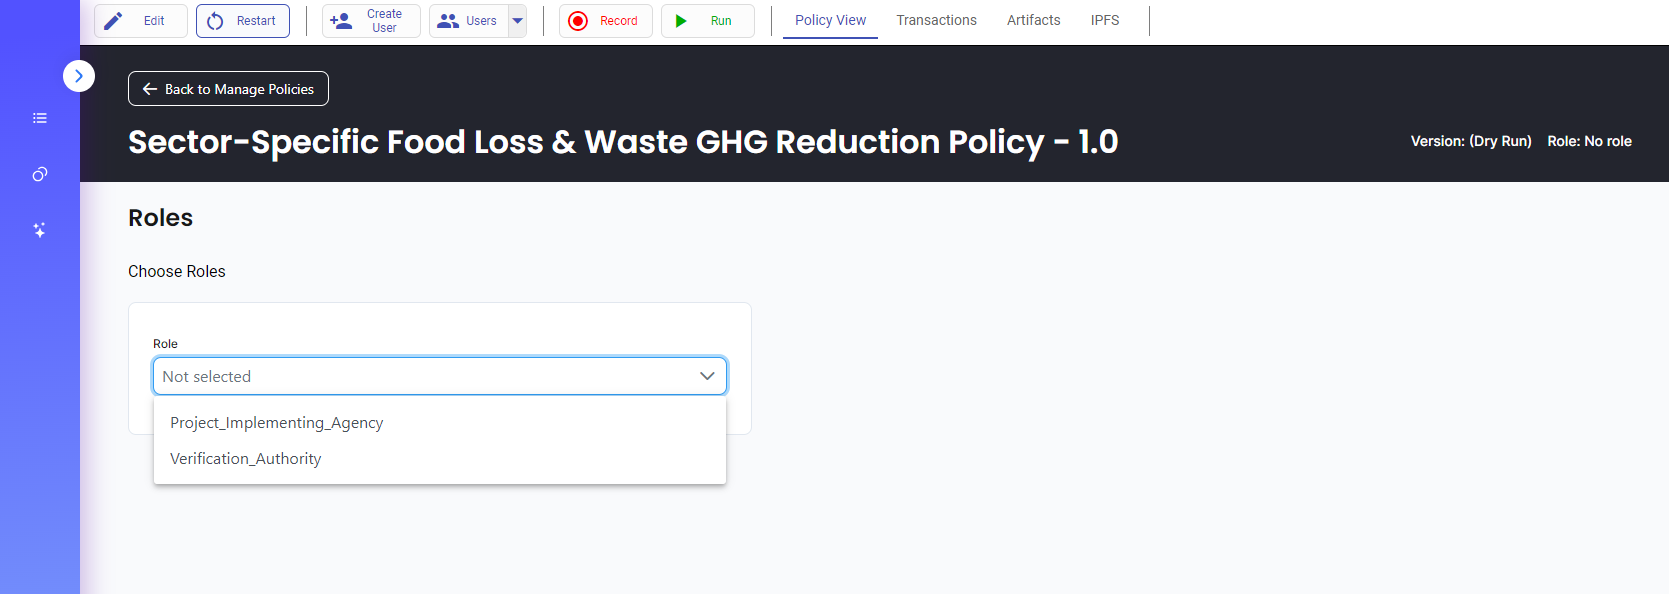 Edit
Restart
Create
User
Users
Record
Run
Policy View
Transactions
Artifacts
IPFS
Back to Manage Policies
Sector-Specific Food Loss & Waste GHG Reduction Policy - 1.0
Version: (Dry Run)
Role: No role
Roles
Choose Roles
Role
Not selected
Project_Implementing_Agency
Verification_Authority